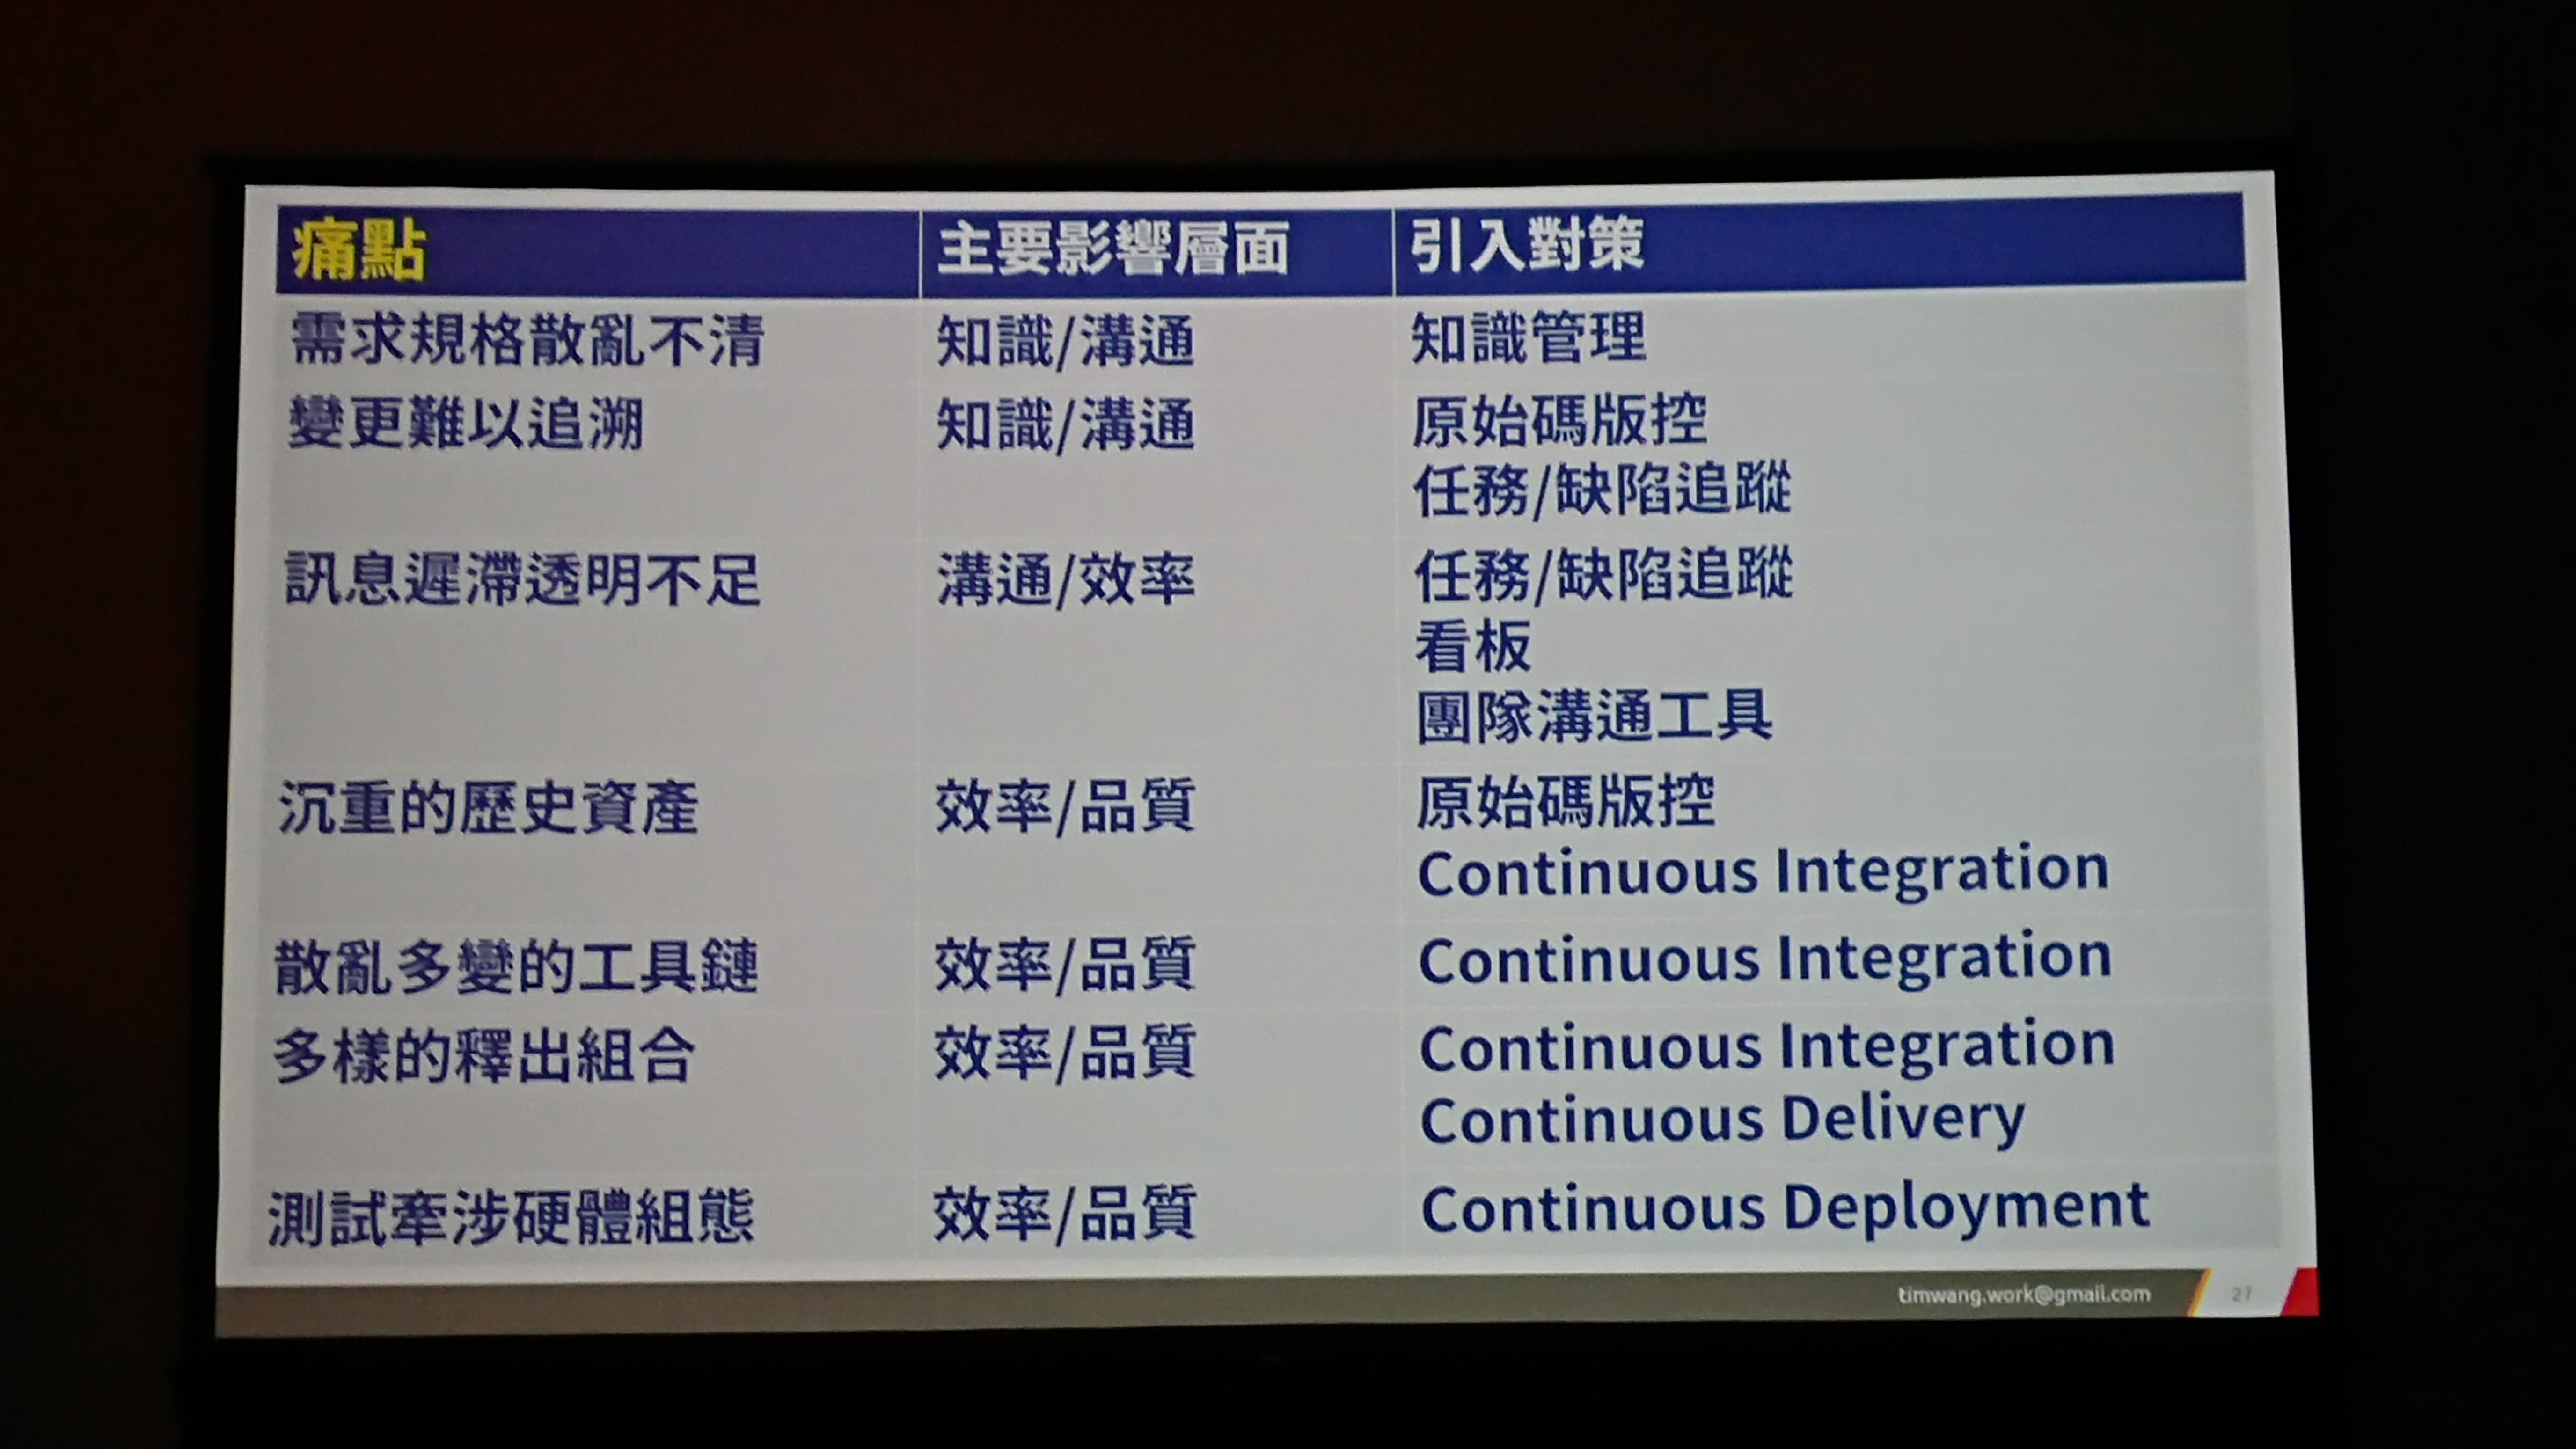 痛點 主要影響層面 引入對策
需求規格散亂不清 知識/溝通 知識管理
變更難以追溯 知識/溝通 原始碼版控
任務/缺陷追蹤
訊息遲滯透明不足 溝通/效率 任務/缺陷追蹤
看板
團隊溝通工具
沉重的歷史資產 效率/品質 原始碼版控
Continuous Integration
散亂多變的工具鏈 效率/品質 Continuous Integration
多樣的釋出組合 效率/品質 Continuous Integration
Continuous Delivery
測試牽涉硬體組態 效率/品質 Continuous Deployment
timwang.work@gmail.com 27